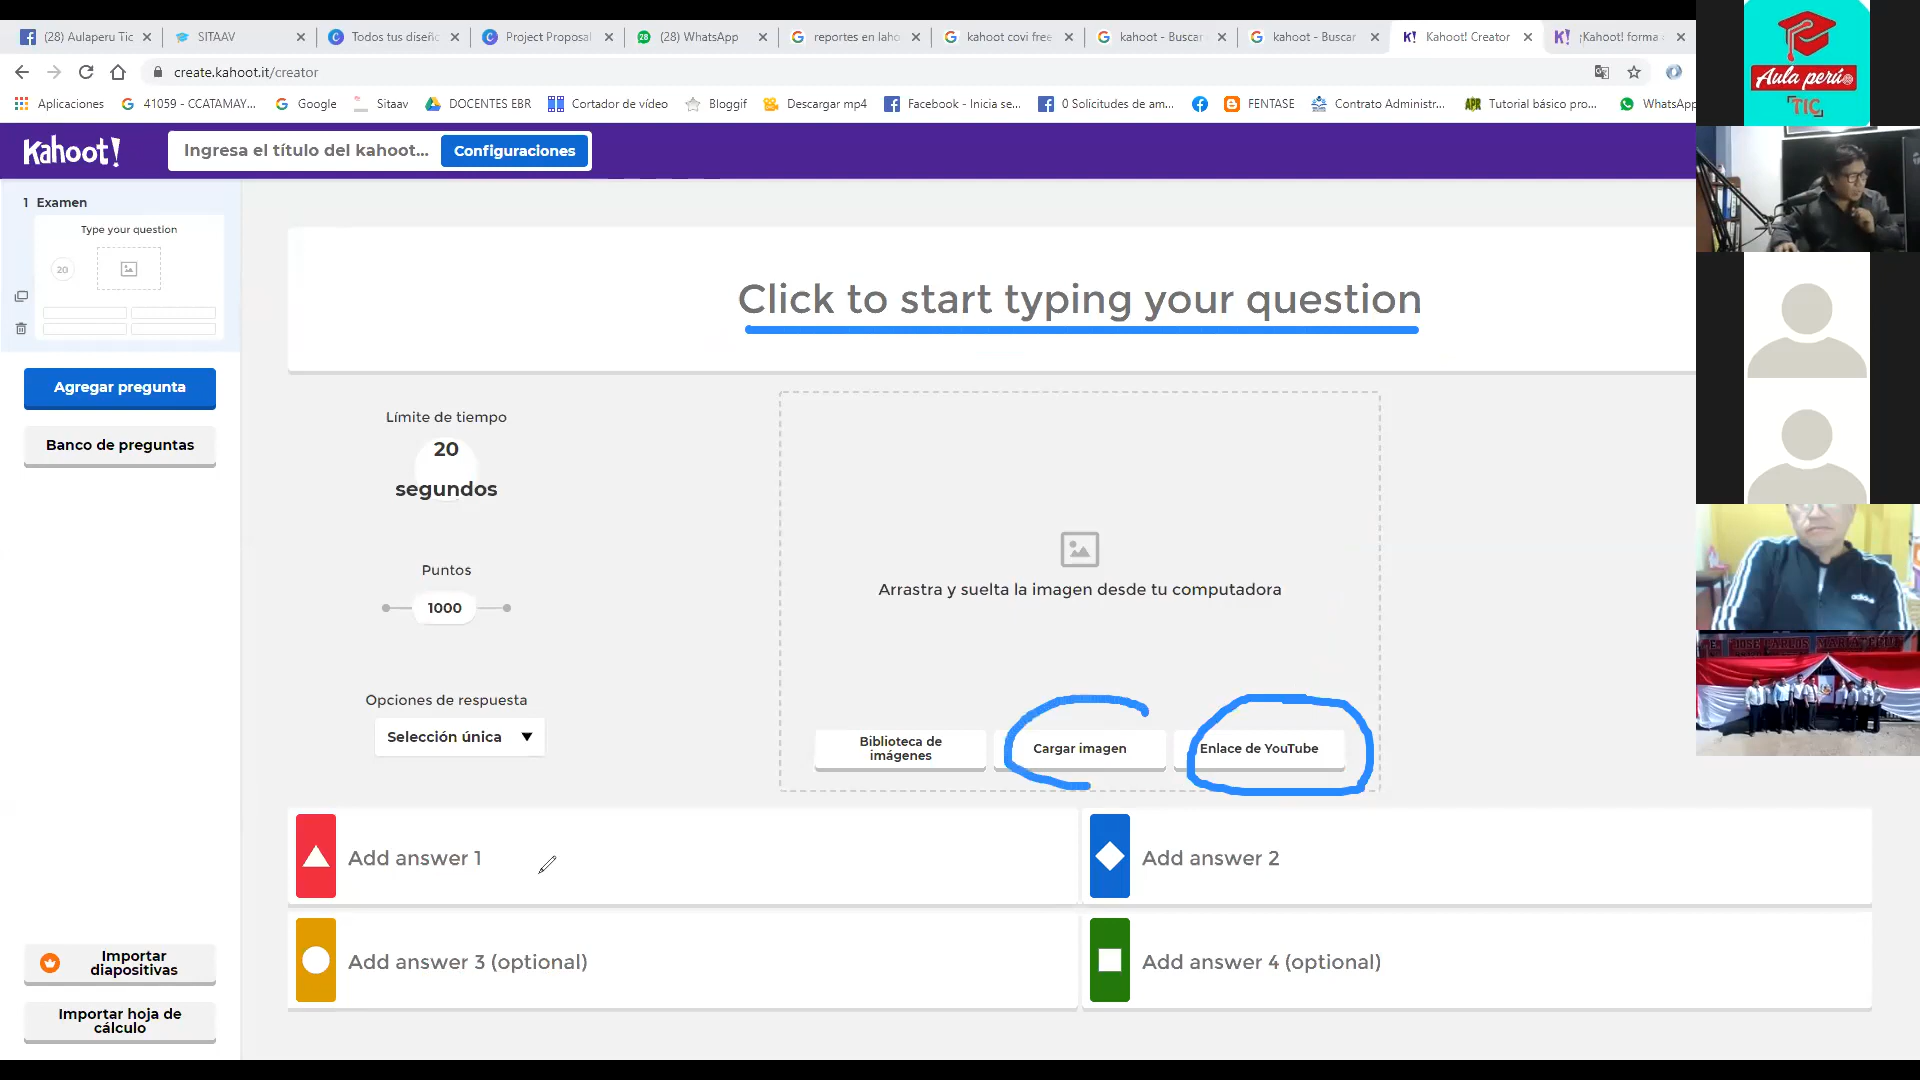 (28) Aulaperu Tic
SITAAV
Todos tus diseñc
Project Proposal
(28) WhatsApp
reportes en laho
kahoot covi free
kahoot - Buscar
kahoot - Buscar
Kahoot! Creator
¡Kahoot! forma
create.kahoot.it/creator
Aplicaciones
41059 - CCATAMAY...
Google
Sitaav
DOCENTES EBR
Cortador de vídeo
Bloggif
Descargar mp4
Facebook - Inicia se...
0 Solicitudes de am...
FENTASE
Contrato Administr...
Tutorial básico pro...
WhatsApp
Aula perú
TIC
Kahoot!
Ingresa el título del kahoot...
Configuraciones
1 Examen
Type your question
20
Agregar pregunta
Banco de preguntas
Importar
diapositivas
Importar hoja de
cálculo
Click to start typing your question
Límite de tiempo
20
segundos
Puntos
1000
Opciones de respuesta
Selección única
Arrastra y suelta la imagen desde tu computadora
Biblioteca de
imágenes
Cargar imagen
Enlace de YouTube
Add answer 1
Add answer 2
Add answer 3 (optional)
Add answer 4 (optional)
adidas
JOSE CARLOS MARIATEGUI